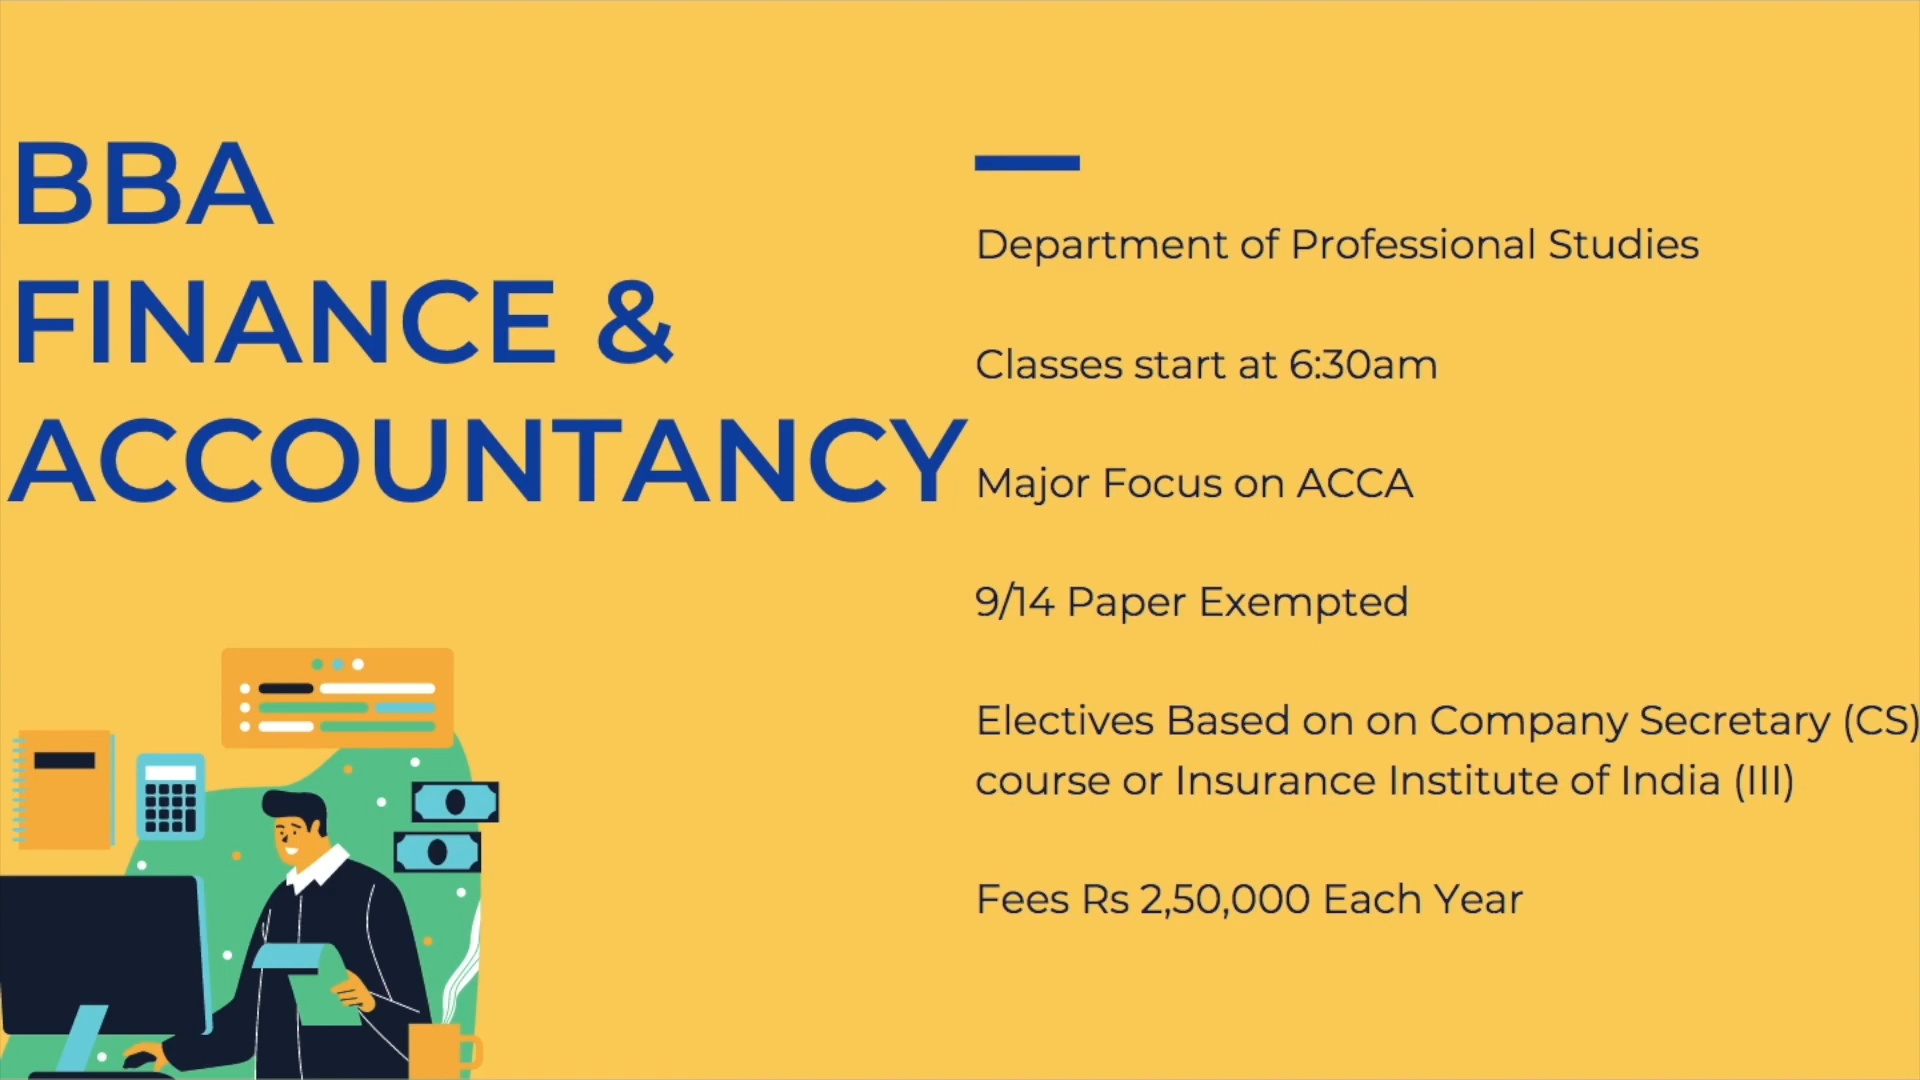 BBA
FINANCE &
ACCOUNTANCY
Department of Professional Studies
Classes start at 6:30am
Major Focus on ACCA
9/14 Paper Exempted
Electives Based on on Company Secretary (CS)
course or Insurance Institute of India (III)
Fees Rs 2,50,000 Each Year